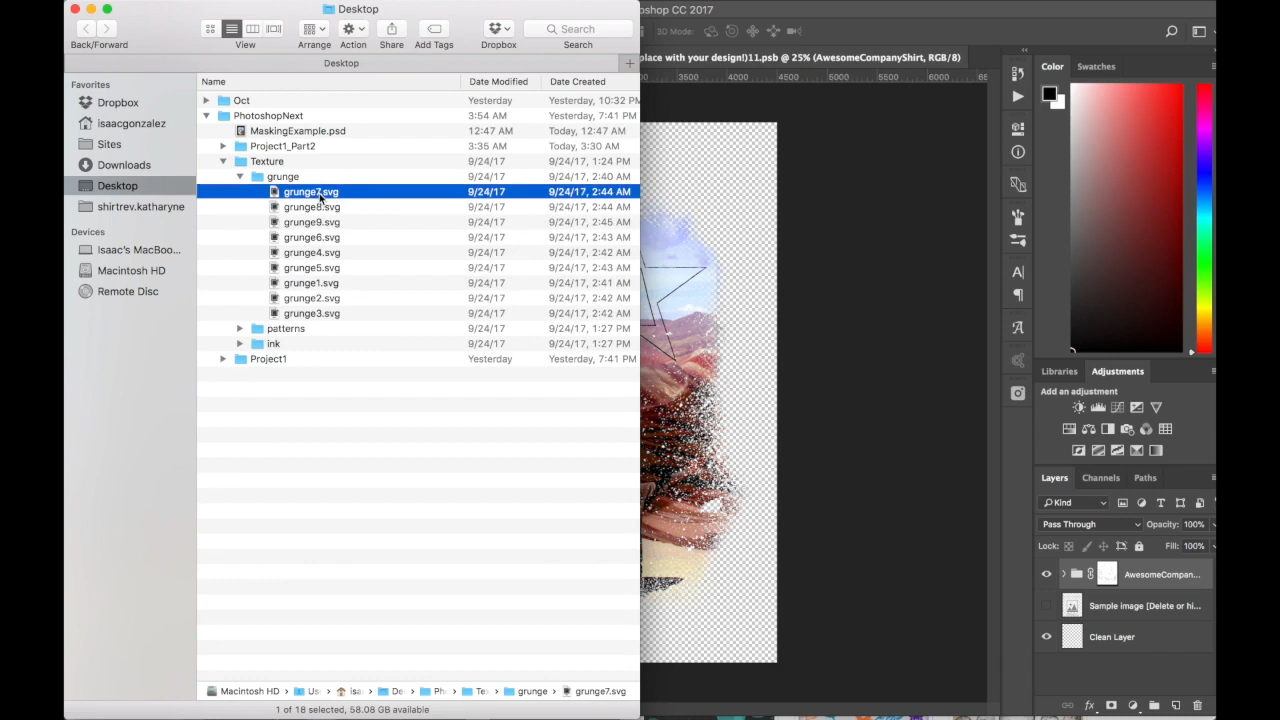 Desktop
Search
Back/Forward
View
Arrange
Action
Share
Add Tags
Dropbox
Search
Desktop
Favorites
Dropbox
isaacgonzalez
Sites
Downloads
Desktop
shirtrev.katharyne
Devices
Isaac's MacBoo...
Macintosh HD
Remote Disc
Name Date Modified Date Created
Oct Yesterday Yesterday, 10:32 PM
PhotoshopNext 3:54 AM Yesterday, 7:41 PM
MaskingExample.psd 12:47 AM Today, 12:47 AM
Project1_Part2 3:35 AM Today, 3:30 AM
Texture 9/24/17 9/24/17, 1:24 PM
grunge 9/24/17 9/24/17, 2:40 AM
grunge7.svg 9/24/17 9/24/17, 2:44 AM
grunge8.svg 9/24/17 9/24/17, 2:44 AM
grunge9.svg 9/24/17 9/24/17, 2:45 AM
grunge6.svg 9/24/17 9/24/17, 2:43 AM
grunge4.svg 9/24/17 9/24/17, 2:42 AM
grunge5.svg 9/24/17 9/24/17, 2:43 AM
grunge1.svg 9/24/17 9/24/17, 2:41 AM
grunge2.svg 9/24/17 9/24/17, 2:42 AM
grunge3.svg 9/24/17 9/24/17, 2:42 AM
patterns 9/24/17 9/24/17, 1:27 PM
ink 9/24/17 9/24/17, 1:27 PM
Project1 Yesterday Yesterday, 7:41 PM
Macintosh HD Us isa De Ph Te grunge grunge7.svg
1 of 18 selected, 58.08 GB available
shop CC 2017
3D Mode:
lace with your design!)11.psb @ 25% (AwesomeCompanyShirt, RGB/8)
3500 4000 4500 5000 5500 6000
Color Swatches
Libraries Adjustments
Add an adjustment
Layers Channels Paths
Kind
Pass Through Opacity: 100%
Lock: Fill: 100%
AwesomeCompan...
Sample image [Delete or hi...
Clean Layer
fx